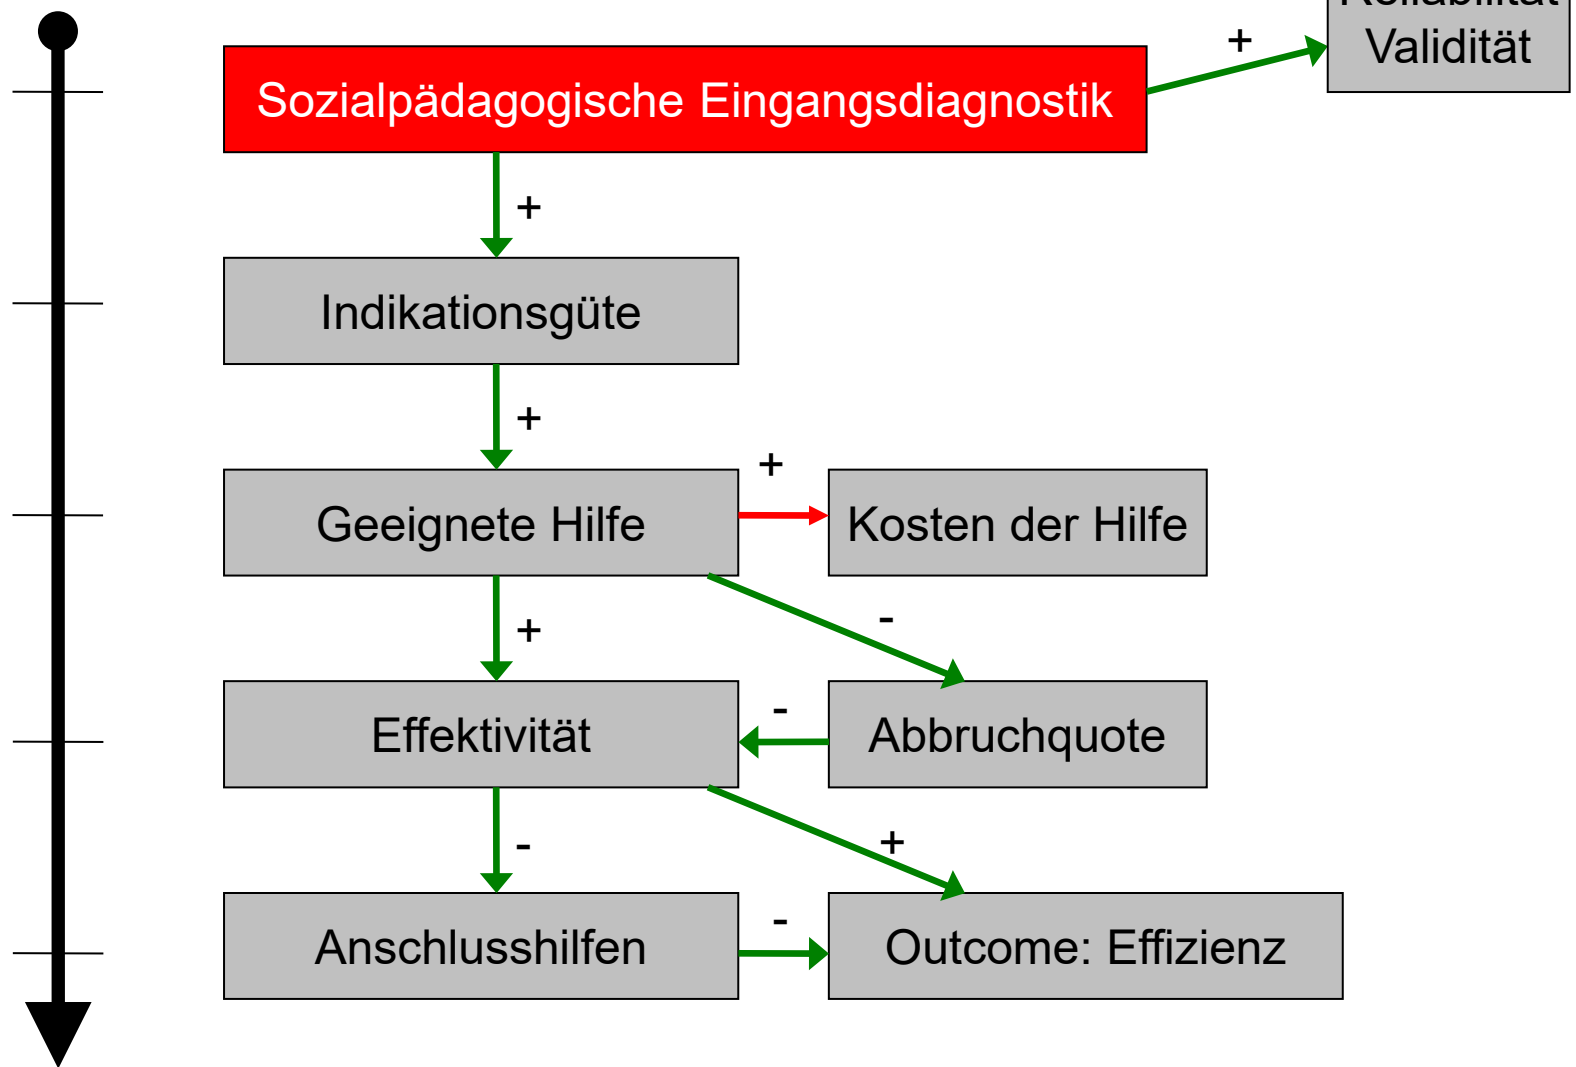 Validität
+
Sozialpädagogische Eingangsdiagnostik
+
Indikationsgüte
+
+
Geeignete Hilfe
Kosten der Hilfe
-
+
Effektivität
-
Abbruchquote
-
+
Anschlusshilfen
-
Outcome: Effizienz